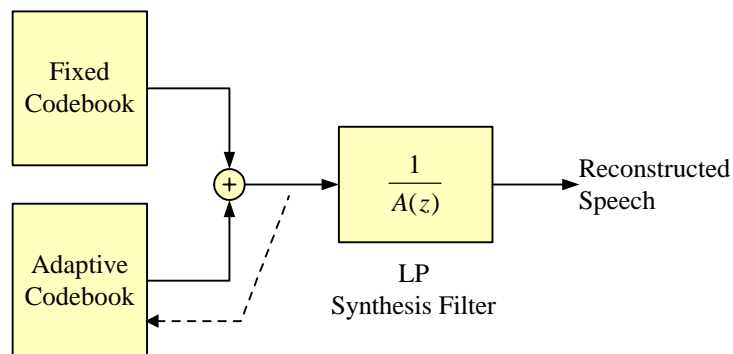 Fixed
Codebook
+
1
A(z)
Reconstructed
Speech
Adaptive
Codebook
LP
Synthesis Filter